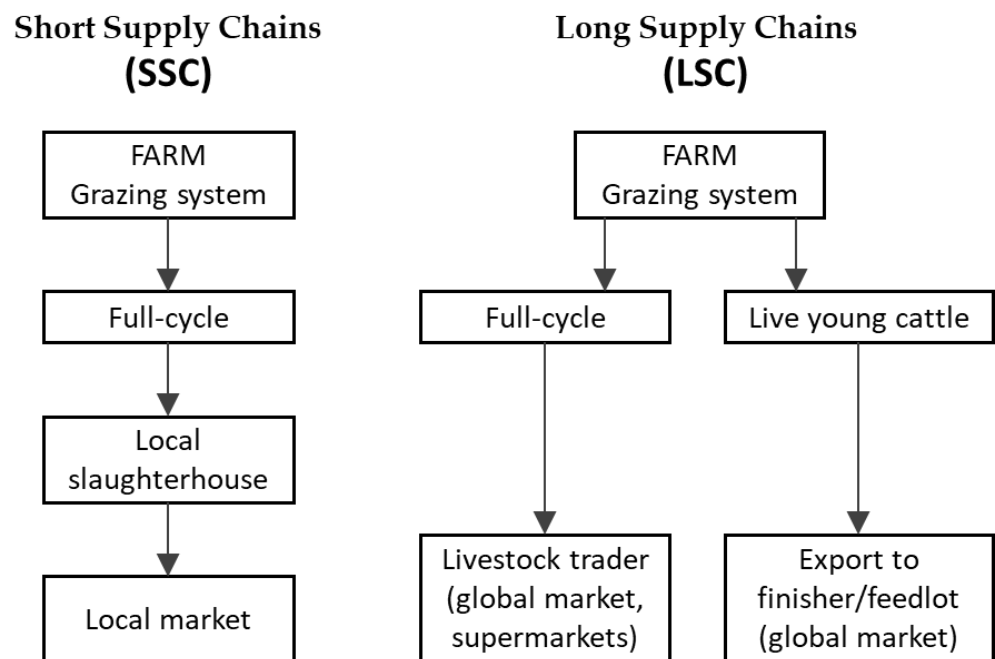 Short Supply Chains
(SSC)
FARM
Grazing system
Full-cycle
Local
slaughterhouse
Local market
Long Supply Chains
(LSC)
FARM
Grazing system
Full-cycle
Live young cattle
Livestock trader
(global market,
supermarkets)
Export to
finisher/feedlot
(global market)